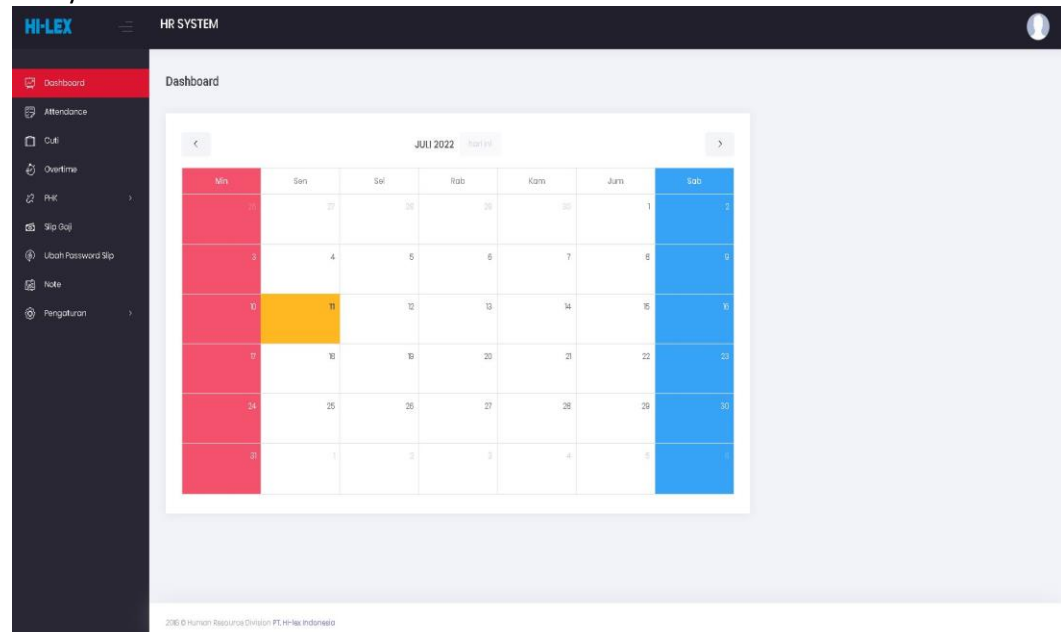 HI-LEX
HR SYSTEM
Dashboard
Attendance
Cuti
Overtime
PHK
Slip Gaji
Ubah Password Slip
Note
Pengaturan
Dashboard
JULI 2022 Hari ini
Min Sen Sel Rab Kam Jum Sab
26 27 28 29 30 1 2
3 4 5 6 7 8 9
10 11 12 13 14 15 16
17 18 19 20 21 22 23
24 25 26 27 28 29 30
31 1 2 3 4 5 6
2016 © Human Resource Division PT. Hi-lex Indonesia